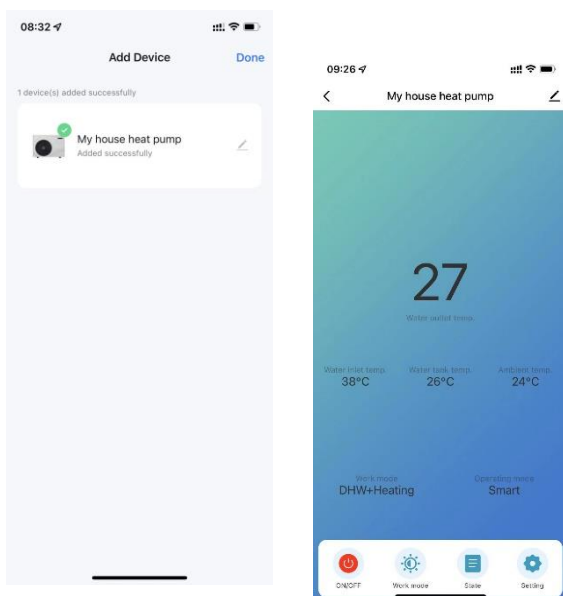 08:32
Add Device
Done
1 device(s) added successfully
My house heat pump
Added successfully
09:26
My house heat pump
27
Water outlet temp.
Water inlet temp.
Water tank temp.
Ambient temp.
38°C
26°C
24°C
Work mode
Operating mode
DHW+Heating
Smart
ON/OFF
Work mode
State
Setting